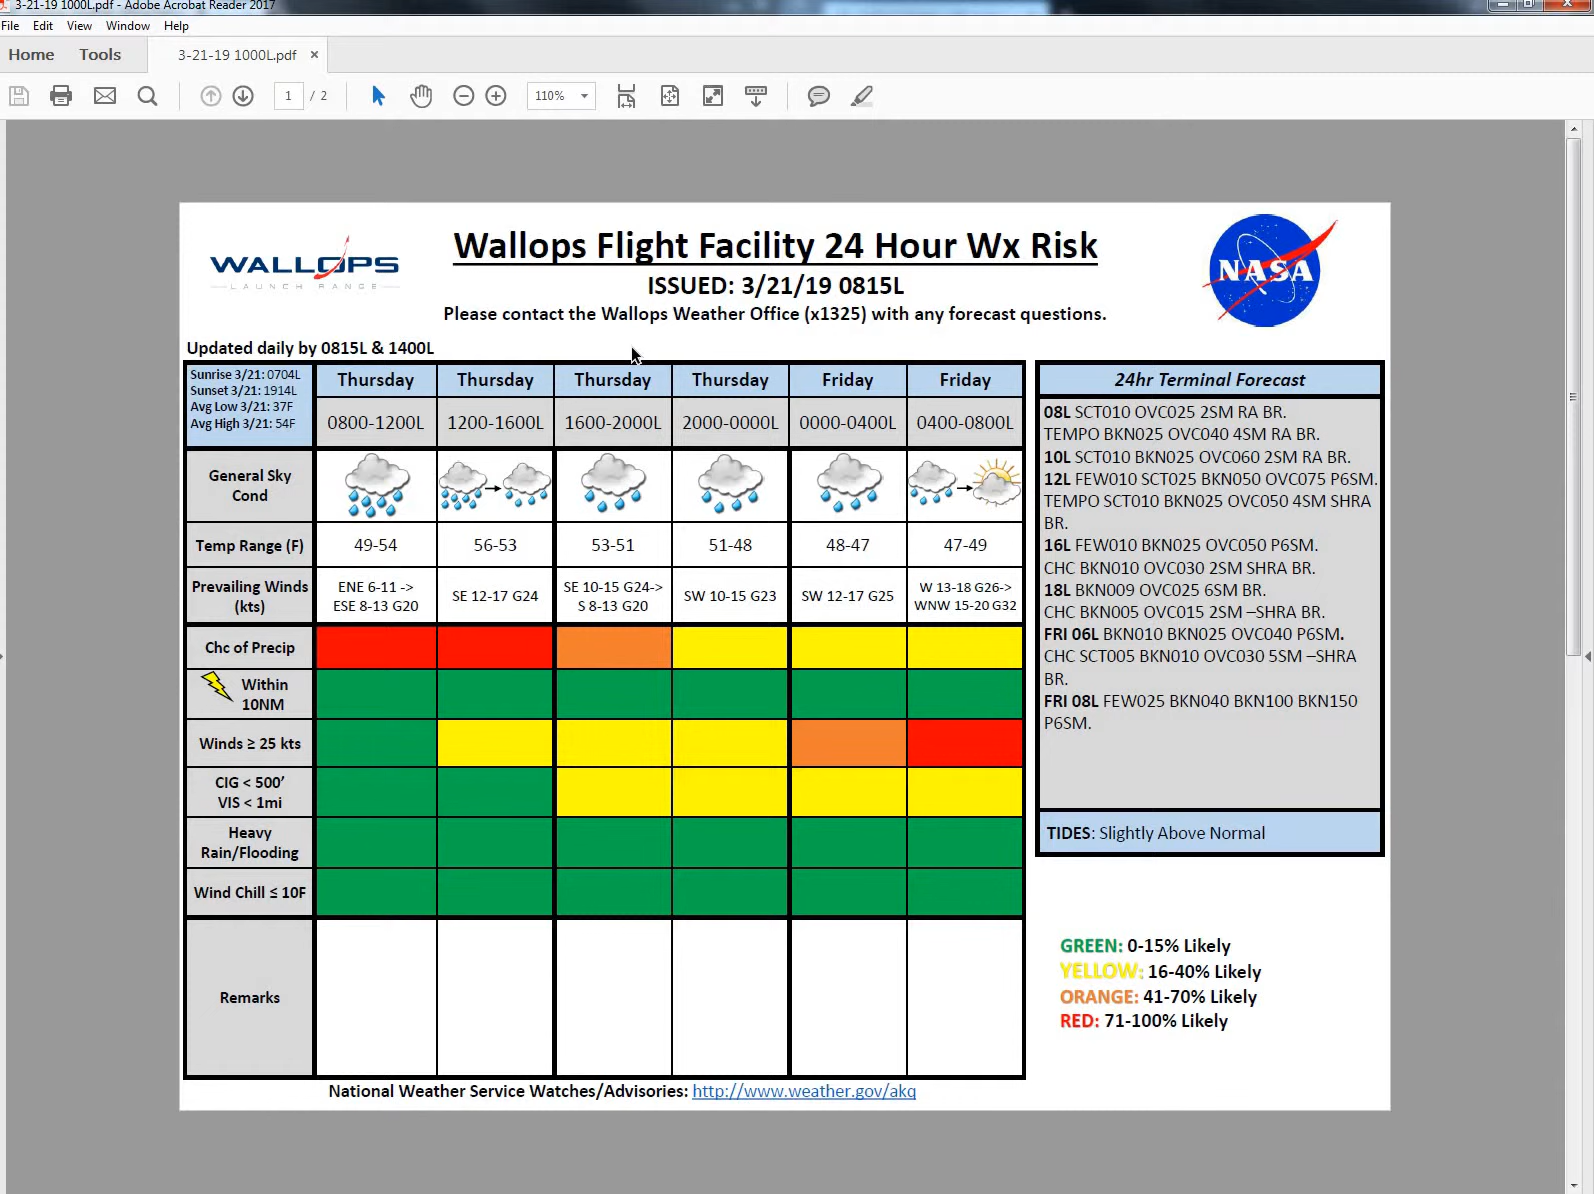 3-21-19 1000L.pdf - Adobe Acrobat Reader 2017
File Edit View Window Help
Home Tools 3-21-19 1000L.pdf ×
1 / 2 110%
WALLOPS
LAUNCH RANGE
Wallops Flight Facility 24 Hour Wx Risk
ISSUED: 3/21/19 0815L
Please contact the Wallops Weather Office (x1325) with any forecast questions.
NASA
Updated daily by 0815L & 1400L
Sunrise 3/21: 0704L
Sunset 3/21: 1914L
Avg Low 3/21: 37F
Avg High 3/21: 54F
Thursday Thursday Thursday Thursday Friday Friday
0800-1200L 1200-1600L 1600-2000L 2000-0000L 0000-0400L 0400-0800L
General Sky
Cond
Temp Range (F) 49-54 56-53 53-51 51-48 48-47 47-49
Prevailing Winds
(kts)
ENE 6-11 ->
ESE 8-13 G20
SE 12-17 G24
SE 10-15 G24->
S 8-13 G20
SW 10-15 G23
SW 12-17 G25
W 13-18 G26->
WNW 15-20 G32
Chc of Precip
Within
10NM
Winds ≥ 25 kts
CIG < 500’
VIS < 1mi
Heavy
Rain/Flooding
Wind Chill ≤ 10F
Remarks
National Weather Service Watches/Advisories: http://www.weather.gov/akq
24hr Terminal Forecast
08L SCT010 OVC025 2SM RA BR.
TEMPO BKN025 OVC040 4SM RA BR.
10L SCT010 BKN025 OVC060 2SM RA BR.
12L FEW010 SCT025 BKN050 OVC075 P6SM.
TEMPO SCT010 BKN025 OVC050 4SM SHRA
BR.
16L FEW010 BKN025 OVC050 P6SM.
CHC BKN010 OVC030 2SM SHRA BR.
18L BKN009 OVC025 6SM BR.
CHC BKN005 OVC015 2SM –SHRA BR.
FRI 06L BKN010 BKN025 OVC040 P6SM.
CHC SCT005 BKN010 OVC030 5SM –SHRA
BR.
FRI 08L FEW025 BKN040 BKN100 BKN150
P6SM.
TIDES: Slightly Above Normal
GREEN: 0-15% Likely
YELLOW: 16-40% Likely
ORANGE: 41-70% Likely
RED: 71-100% Likely